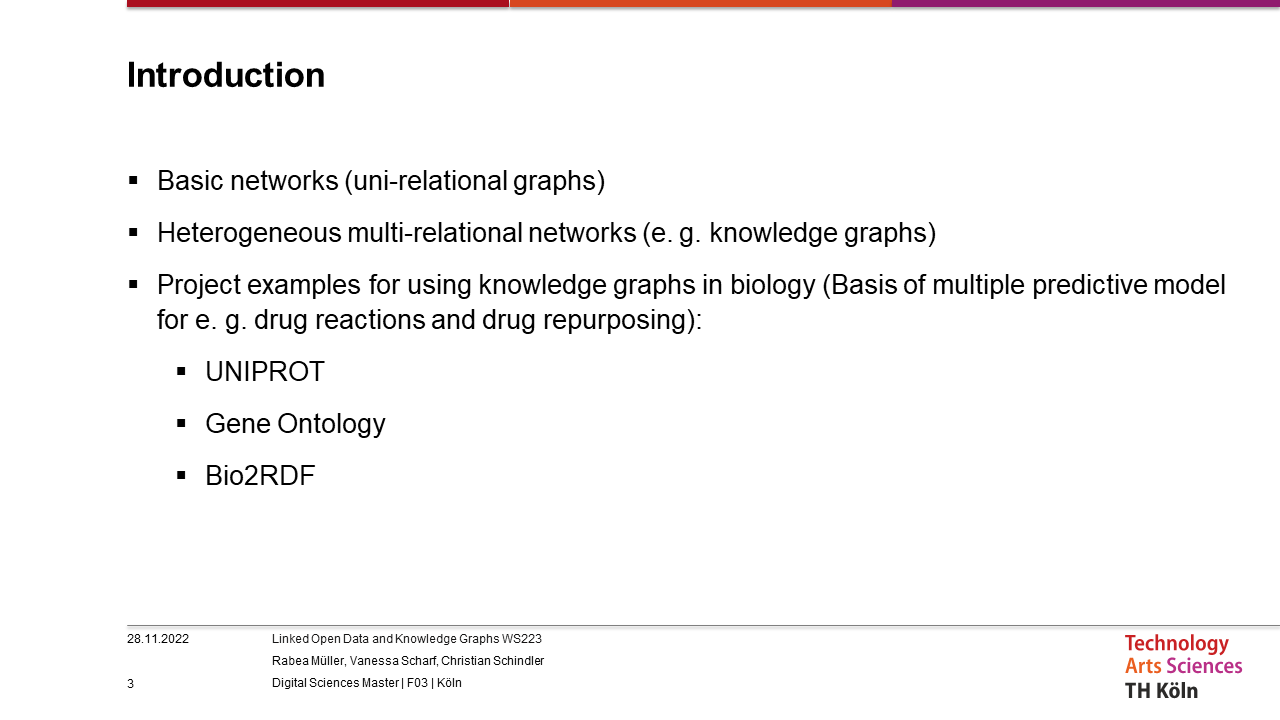 Introduction
▪ Basic networks (uni-relational graphs)
▪ Heterogeneous multi-relational networks (e. g. knowledge graphs)
▪ Project examples for using knowledge graphs in biology (Basis of multiple predictive model
for e. g. drug reactions and drug repurposing):
▪ UNIPROT
▪ Gene Ontology
▪ Bio2RDF
28.11.2022
Linked Open Data and Knowledge Graphs WS223
Rabea Müller, Vanessa Scharf, Christian Schindler
Digital Sciences Master | F03 | Köln
3
Technology
Arts Sciences
TH Köln